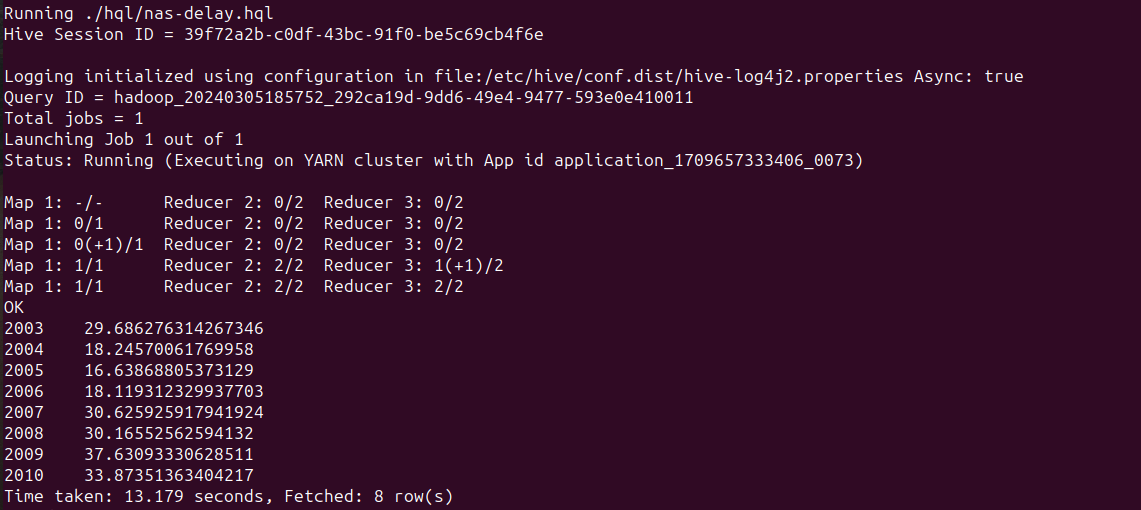 Running ./hql/nas-delay.hql
Hive Session ID = 39f72a2b-c0df-43bc-91f0-be5c69cb4f6e
Logging initialized using configuration in file:/etc/hive/conf.dist/hive-log4j2.properties Async: true
Query ID = hadoop_20240305185752_292ca19d-9dd6-49e4-9477-593e0e410011
Total jobs = 1
Launching Job 1 out of 1
Status: Running (Executing on YARN cluster with App id application_1709657333406_0073)
Map 1: -/-      Reducer 2: 0/2  Reducer 3: 0/2
Map 1: 0/1      Reducer 2: 0/2  Reducer 3: 0/2
Map 1: 0(+1)/1  Reducer 2: 0/2  Reducer 3: 0/2
Map 1: 1/1      Reducer 2: 2/2  Reducer 3: 1(+1)/2
Map 1: 1/1      Reducer 2: 2/2  Reducer 3: 2/2
OK
2003    29.686276314267346
2004    18.24570061769958
2005    16.63868805373129
2006    18.119312329937703
2007    30.625925917941924
2008    30.16552562594132
2009    37.63093330628511
2010    33.87351363404217
Time taken: 13.179 seconds, Fetched: 8 row(s)